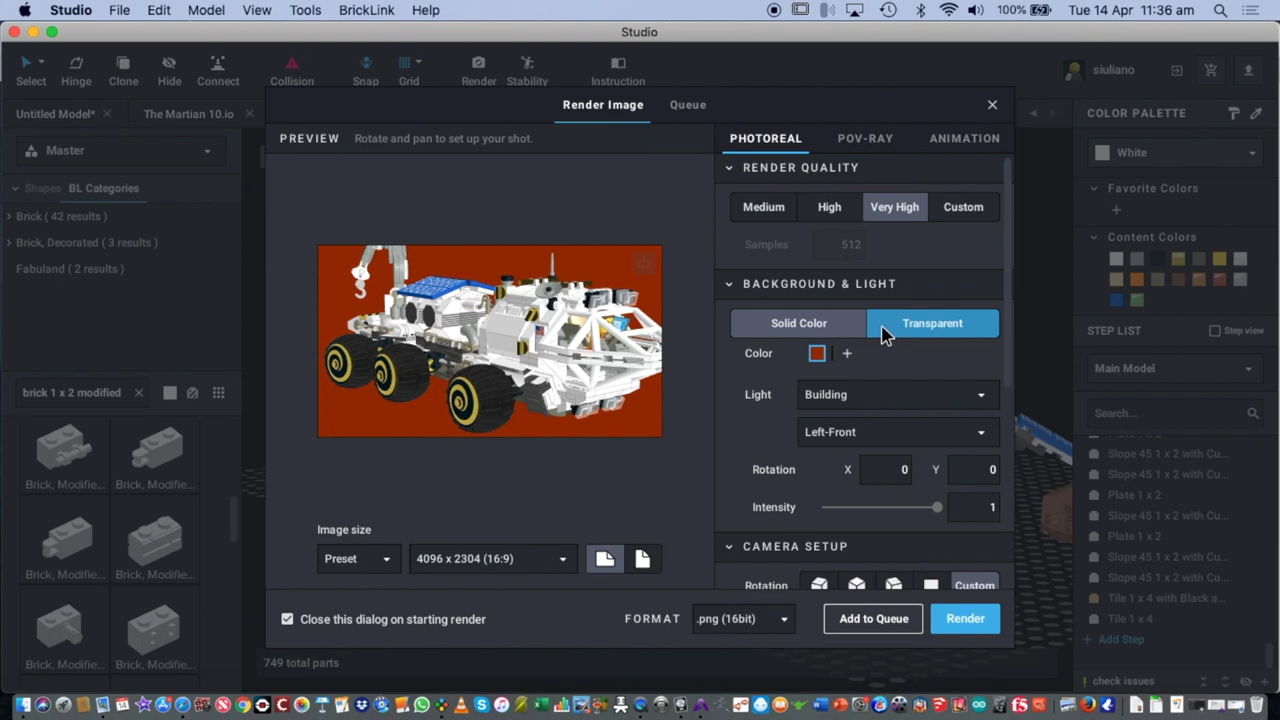 Studio File Edit Model View Tools BrickLink Help 100% Tue 14 Apr 11:36 am
Studio
Select Hinge Clone Hide Connect Collision Snap Grid Render Stability Instruction siuliano
Untitled Model* The Martian 10.io
Render Image Queue
COLOR PALETTE
Master
PREVIEW Rotate and pan to set up your shot.
PHOTOREAL POV-RAY ANIMATION
White
Shapes BL Categories
RENDER QUALITY
Favorite Colors
Brick ( 42 results )
Medium High Very High Custom
Brick, Decorated ( 3 results )
Samples 512
Content Colors
Fabuland ( 2 results )
BACKGROUND & LIGHT
Solid Color Transparent
STEP LIST Step view
Color
Main Model
brick 1 x 2 modified
Light Building
Search...
Left-Front
Plate 1 x 2
Slope 45 1 x 2 with Cu...
Rotation X 0 Y 0
Slope 45 1 x 2 with Cu...
Brick, Modifie... Brick, Modifie...
Plate 1 x 2
Intensity 1
Slope 45 1 x 2 with Cu...
Plate 1 x 2
Image size
CAMERA SETUP
Slope 45 1 x 2 with Cu...
Preset 4096 x 2304 (16:9)
Slope 45 1 x 2 with Cu...
Brick, Modifie... Brick, Modifie...
Rotation Custom
Tile 1 x 4 with Black a...
Close this dialog on starting render FORMAT .png (16bit) Add to Queue Render
Tile 1 x 4
Add Step
Brick, Modifie... Brick, Modifie...
749 total parts
check issues